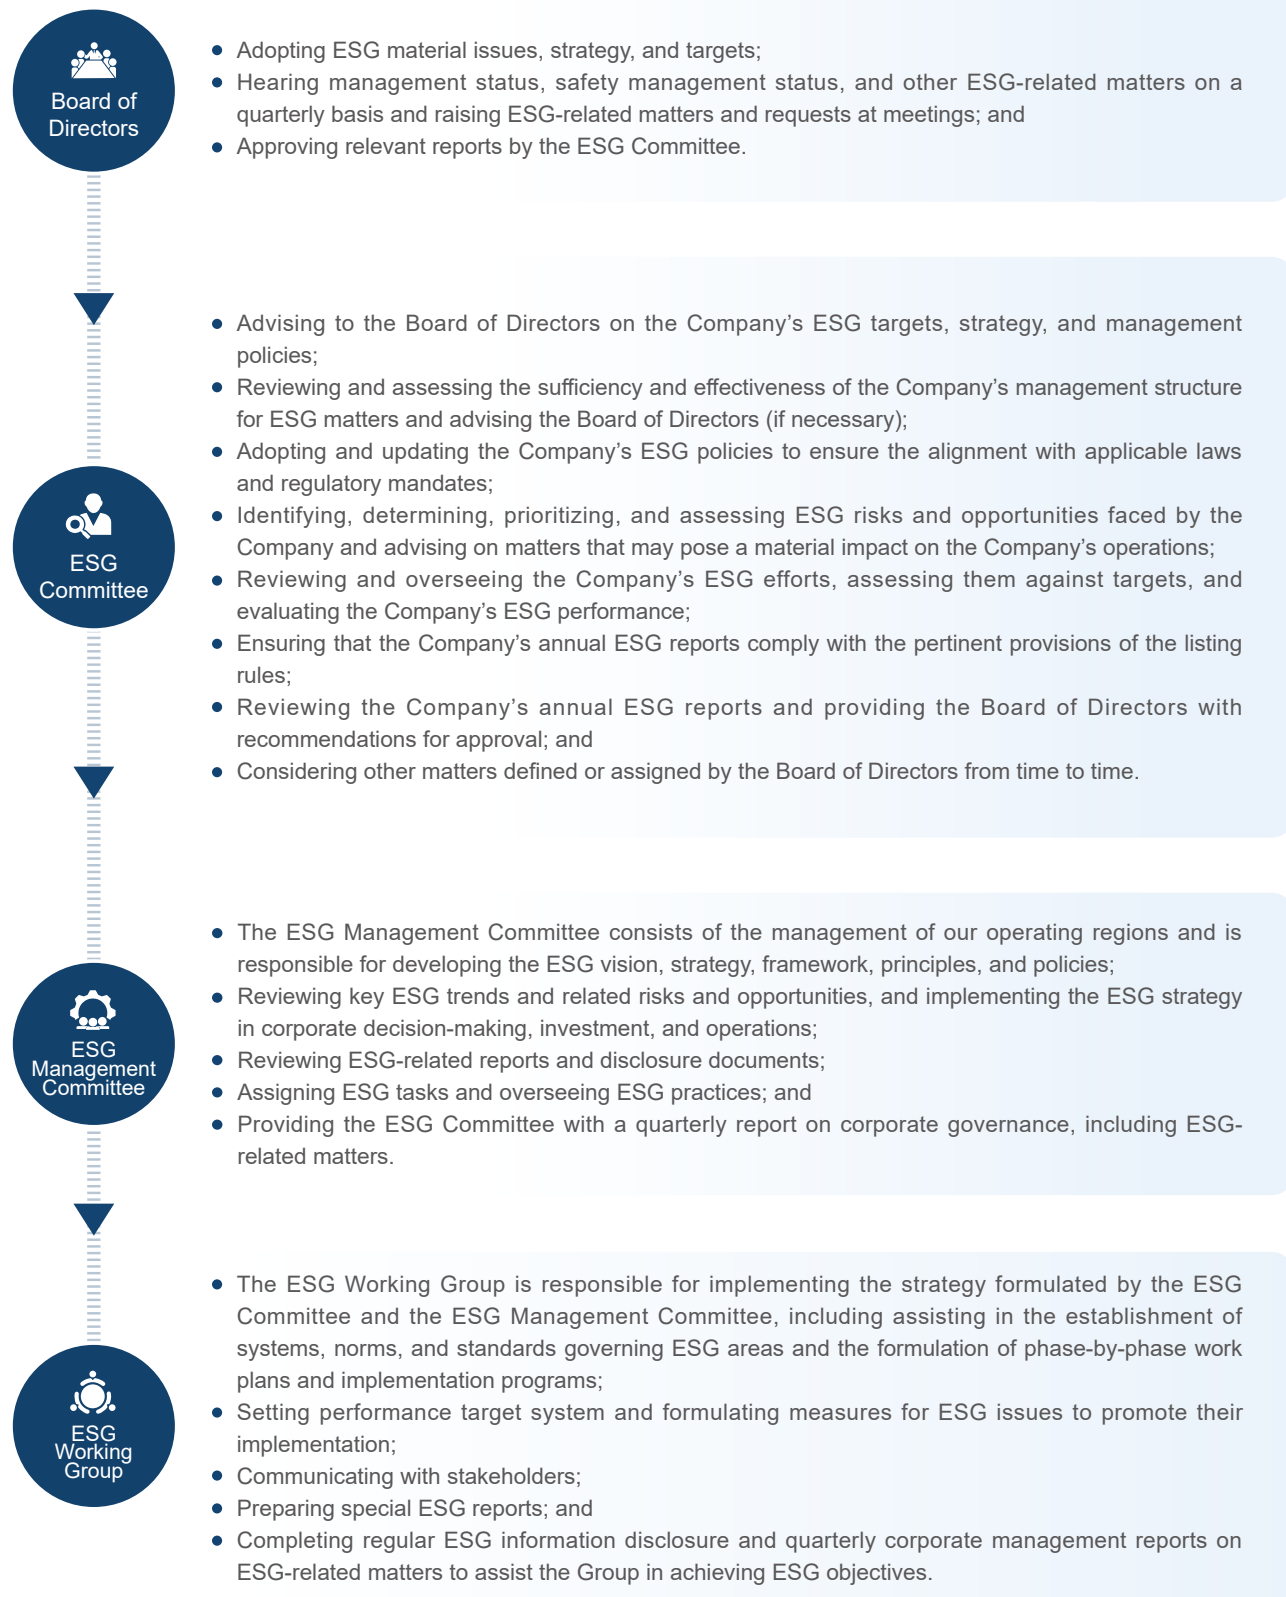 Board of
Directors
Adopting ESG material issues, strategy, and targets;
Hearing management status, safety management status, and other ESG-related matters on a
quarterly basis and raising ESG-related matters and requests at meetings; and
Approving relevant reports by the ESG Committee.
ESG
Committee
Advising to the Board of Directors on the Company’s ESG targets, strategy, and management
policies;
Reviewing and assessing the sufficiency and effectiveness of the Company’s management structure
for ESG matters and advising the Board of Directors (if necessary);
Adopting and updating the Company’s ESG policies to ensure the alignment with applicable laws
and regulatory mandates;
Identifying, determining, prioritizing, and assessing ESG risks and opportunities faced by the
Company and advising on matters that may pose a material impact on the Company’s operations;
Reviewing and overseeing the Company’s ESG efforts, assessing them against targets, and
evaluating the Company’s ESG performance;
Ensuring that the Company’s annual ESG reports comply with the pertinent provisions of the listing
rules;
Reviewing the Company’s annual ESG reports and providing the Board of Directors with
recommendations for approval; and
Considering other matters defined or assigned by the Board of Directors from time to time.
ESG
Management
Committee
The ESG Management Committee consists of the management of our operating regions and is
responsible for developing the ESG vision, strategy, framework, principles, and policies;
Reviewing key ESG trends and related risks and opportunities, and implementing the ESG strategy
in corporate decision-making, investment, and operations;
Reviewing ESG-related reports and disclosure documents;
Assigning ESG tasks and overseeing ESG practices; and
Providing the ESG Committee with a quarterly report on corporate governance, including ESG-
related matters.
ESG
Working
Group
The ESG Working Group is responsible for implementing the strategy formulated by the ESG
Committee and the ESG Management Committee, including assisting in the establishment of
systems, norms, and standards governing ESG areas and the formulation of phase-by-phase work
plans and implementation programs;
Setting performance target system and formulating measures for ESG issues to promote their
implementation;
Communicating with stakeholders;
Preparing special ESG reports; and
Completing regular ESG information disclosure and quarterly corporate management reports on
ESG-related matters to assist the Group in achieving ESG objectives.